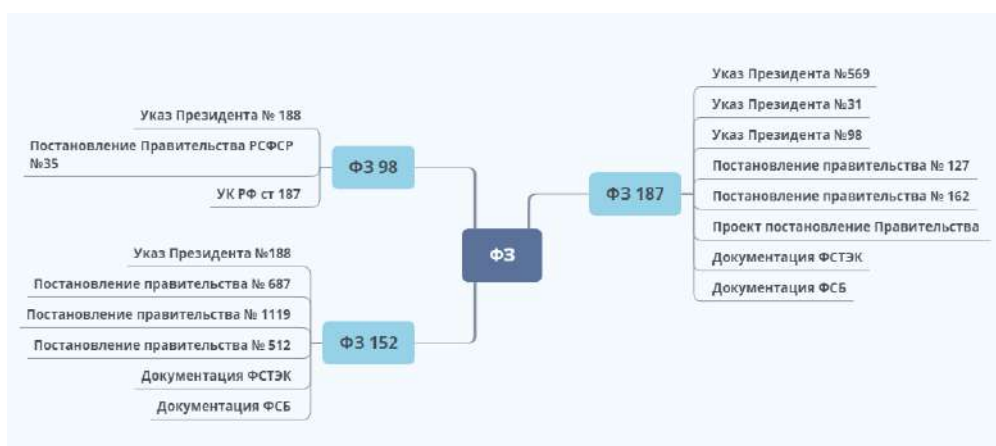 Указ Президента № 188
Постановление Правительства РСФСР
№35
УК РФ ст 187
ФЗ 98
Указ Президента №188
Постановление правительства № 687
Постановление правительства № 1119
Постановление правительства № 512
Документация ФСТЭК
Документация ФСБ
ФЗ 152
ФЗ
ФЗ 187
Указ Президента №569
Указ Президента №31
Указ Президента №98
Постановление правительства № 127
Постановление правительства № 162
Проект постановление Правительства
Документация ФСТЭК
Документация ФСБ